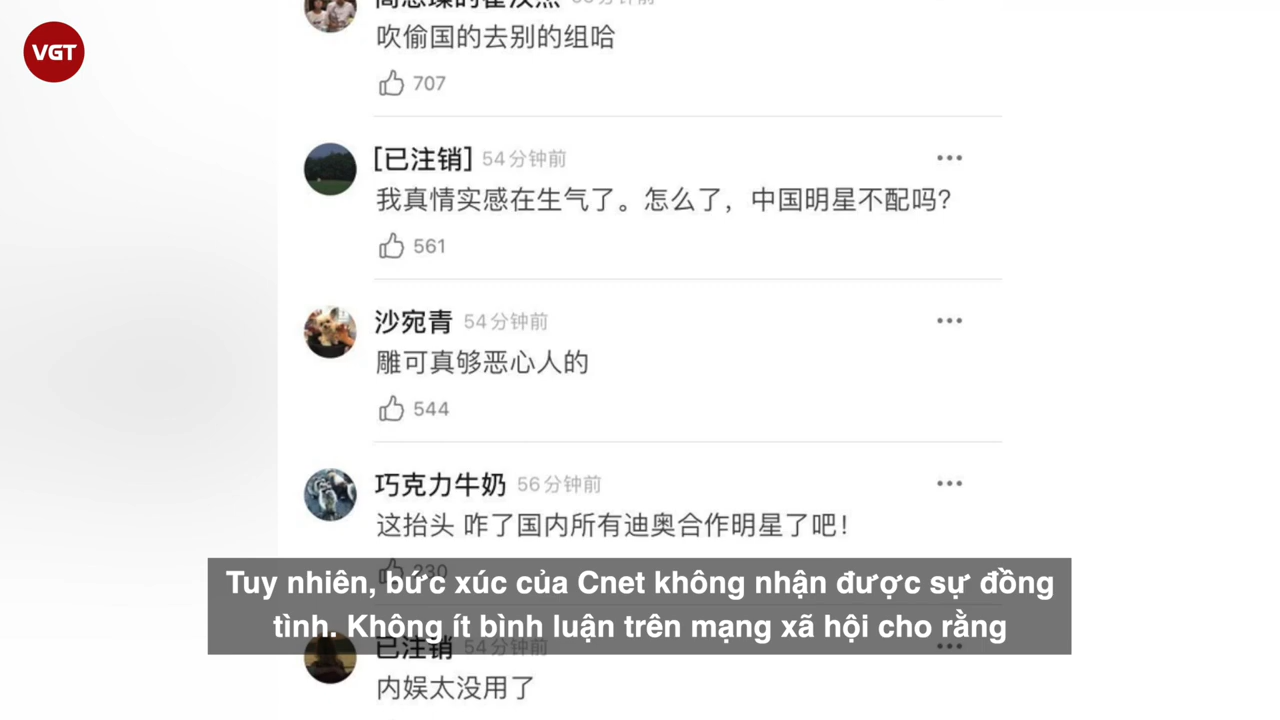 VGT
吹偷国的去别的组哈
707
[已注销] 54分钟前
我真情实感在生气了。怎么了，中国明星不配吗?
561
沙宛青 54分钟前
雕可真够恶心人的
544
巧克力牛奶 56分钟前
这抬头 咋了国内所有迪奥合作明星了吧！
230
Tuy nhiên, bức xúc của Cnet không nhận được sự đồng
tình. Không ít bình luận trên mạng xã hội cho rằng
已注销 54分钟前
内娱太没用了